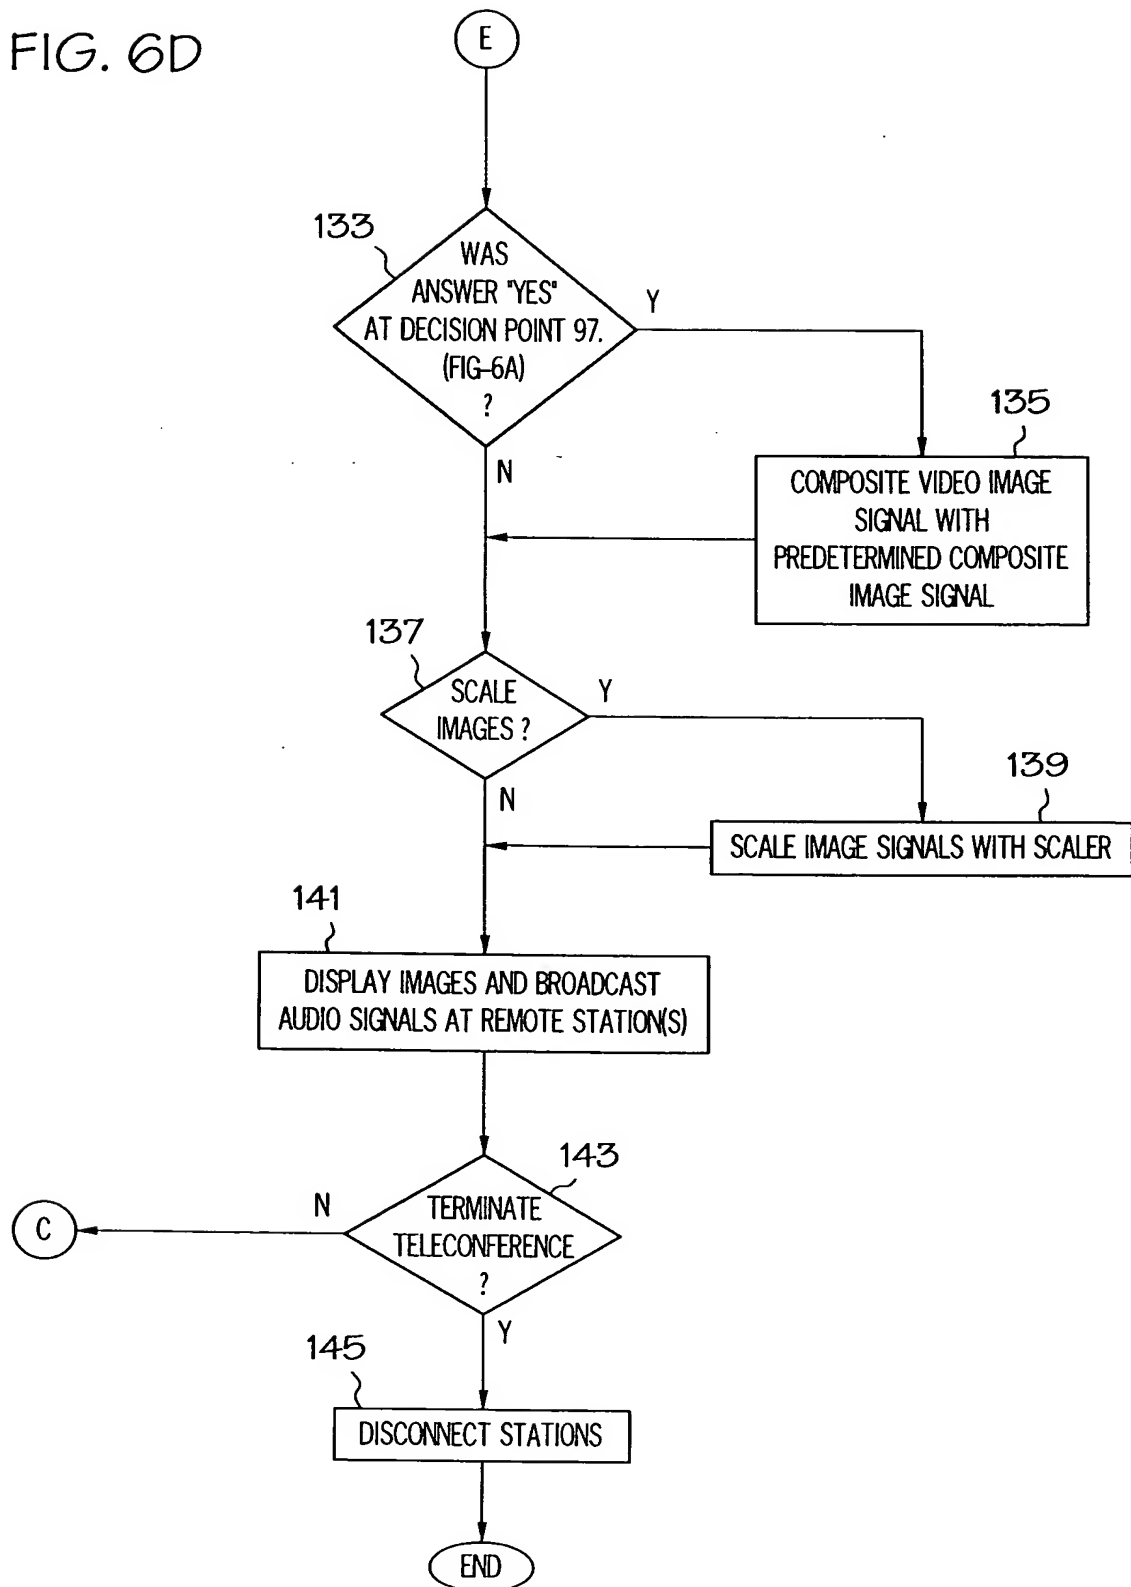 FIG. 6D
E
133
WAS
ANSWER "YES"
AT DECISION POINT 97.
(FIG-6A)
?
Y
N
135
COMPOSITE VIDEO IMAGE
SIGNAL WITH
PREDETERMINED COMPOSITE
IMAGE SIGNAL
137
SCALE
IMAGES ?
Y
N
139
SCALE IMAGE SIGNALS WITH SCALER
141
DISPLAY IMAGES AND BROADCAST
AUDIO SIGNALS AT REMOTE STATION(S)
143
TERMINATE
TELECONFERENCE
?
N
C
Y
145
DISCONNECT STATIONS
END